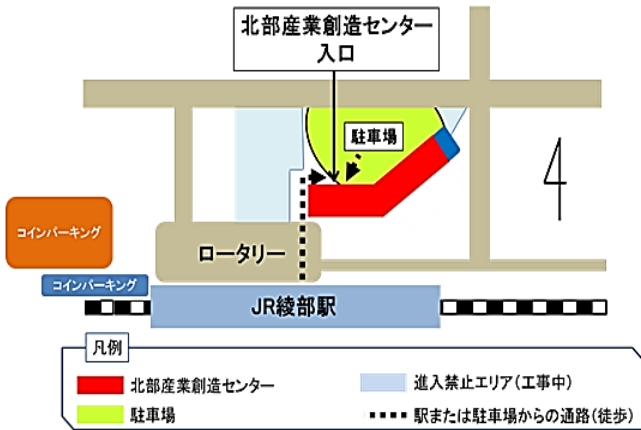 北部産業創造センター
入口
駐車場
コインパーキング
ロータリー
コインパーキング
JR綾部駅
凡例
北部産業創造センター
進入禁止エリア(工事中)
駐車場
駅または駐車場からの通路(徒歩)